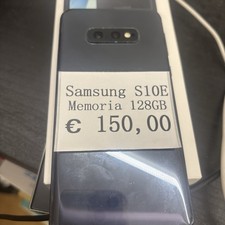 Samsung S10E
Memoria 128GB
€ 150,00